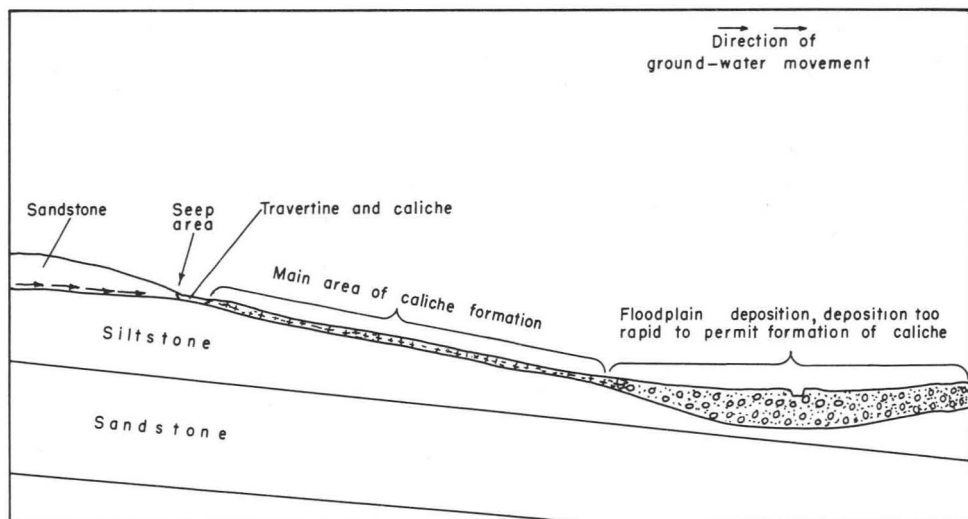 Direction of
ground-water movement
Sandstone
Seep
area
Travertine and caliche
Main area of caliche formation
Floodplain deposition, deposition too
rapid to permit formation of caliche
Siltstone
Sandstone